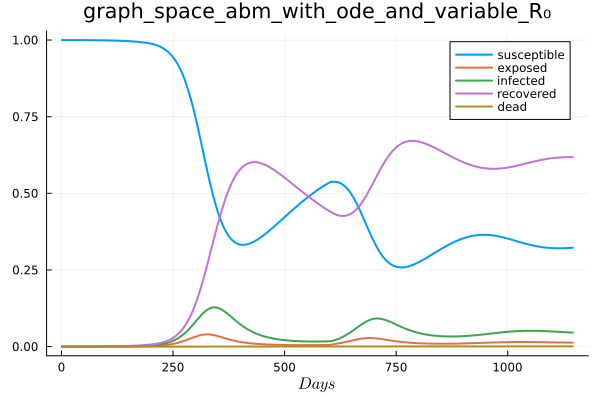 graph_space_abm_with_ode_and_variable_R₀
1.00
0.75
0.50
0.25
0.00
susceptible
exposed
infected
recovered
dead
0 250 500 750 1000
Days